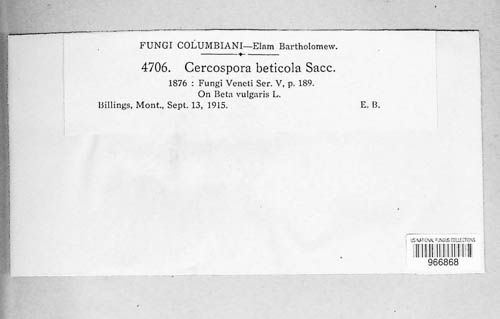 FUNGI COLUMBIANI—Elam Bartholomew.
4706. Cercospora beticola Sacc.
1876 : Fungi Veneti Ser. V, p. 189.
On Beta vulgaris L.
Billings, Mont., Sept. 13, 1915. E. B.
US NATIONAL FUNGUS COLLECTIONS
966868